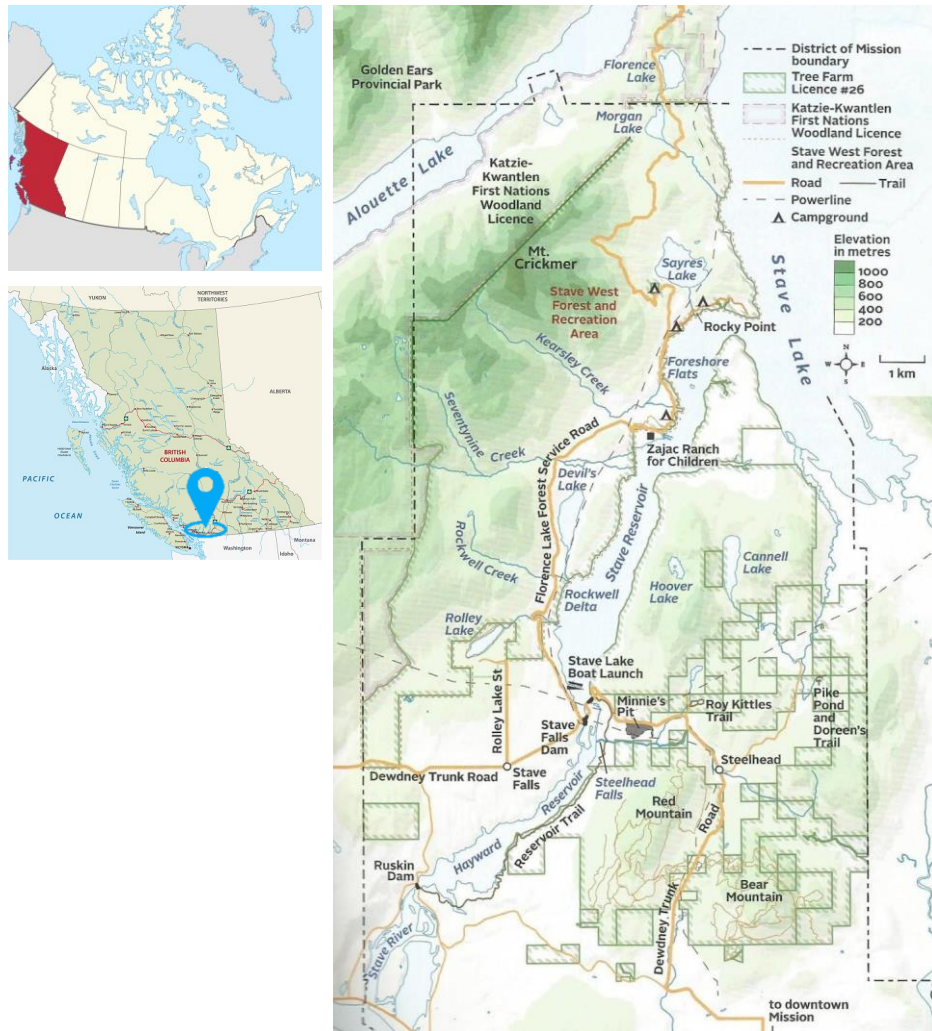 YUKON
NORTHWEST
TERRITORIES
Alaska
ALBERTA
BRITISH
COLUMBIA
PACIFIC
OCEAN
Vancouver
Island
Washington
Montana
Idaho
Golden Ears
Provincial Park
Florence
Lake
Morgan
Lake
Alouette Lake
Katzie-
Kwantlen
First Nations
Woodland
Licence
Mt.
Crickmer
Stave West
Forest and
Recreation
Area
Sayres
Lake
Rocky Point
Foreshore
Flats
Kearsley Creek
Seventynine
Creek
Zajac Ranch
for Children
Devil's
Lake
Florence Lake Forest Service Road
Stave Reservoir
Stave Lake
Rockwell Creek
Rockwell
Delta
Hoover
Lake
Cannell
Lake
Rolley
Lake
Stave Lake
Boat Launch
Minnie's
Pit
Roy Kittles
Trail
Pike
Pond
and
Doreen's
Trail
Rolley Lake St
Stave
Falls
Dam
Dewdney Trunk Road
Stave
Falls
Steelhead
Steelhead
Falls
Red
Mountain
Hayward
Reservoir
Reservoir Trail
Ruskin
Dam
Stave River
Dewdney Trunk
Road
Bear
Mountain
to downtown
Mission
District of Mission
boundary
Tree Farm
Licence #26
Katzie-Kwantlen
First Nations
Woodland Licence
Stave West Forest
and Recreation Area
Road
Trail
Powerline
Campground
Elevation
in metres
1000
800
600
400
200
N
W
E
S
1 km